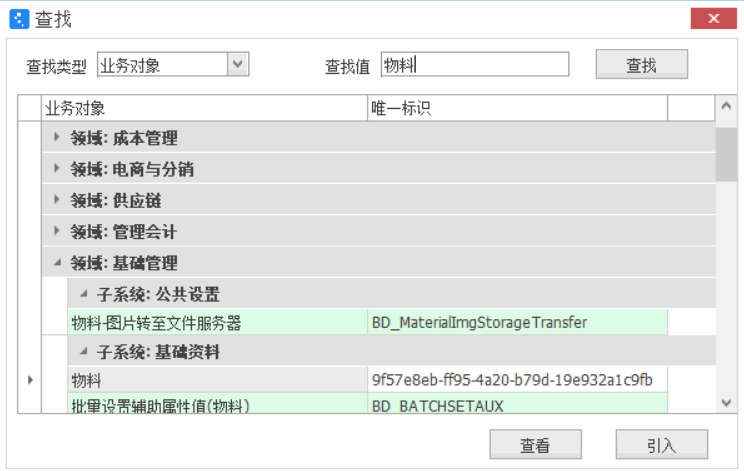 查找
查找类型 业务对象 查找值 物料 查找
业务对象 唯一标识
领域: 成本管理
领域: 电商与分销
领域: 供应链
领域: 管理会计
领域: 基础管理
子系统: 公共设置
物料-图片转至文件服务器 BD_MaterialImgStorageTransfer
子系统: 基础资料
物料 9f57e8eb-ff95-4a20-b79d-19e932a1c9fb
批量设置辅助属性值(物料) BD_BATCHSETAUX
查看 引入